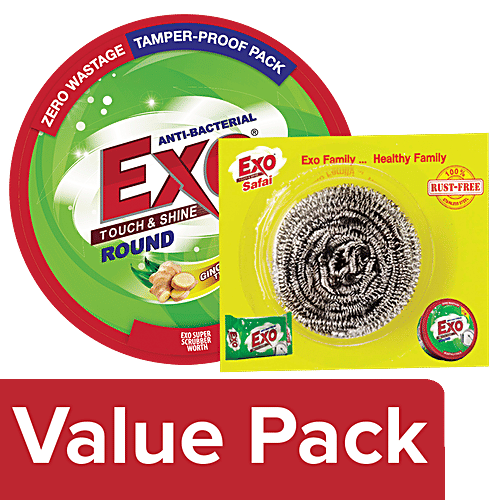 ZERO WASTAGE
TAMPER-PROOF PACK
ANTI-BACTERIAL
Exo
®
TOUCH & SHINE
ROUND
EXO SUPER
SCRUBBER
WORTH
Exo
Safai
Exo Family ... Healthy Family
100%
RUST-FREE
EXO
EXO
Value Pack